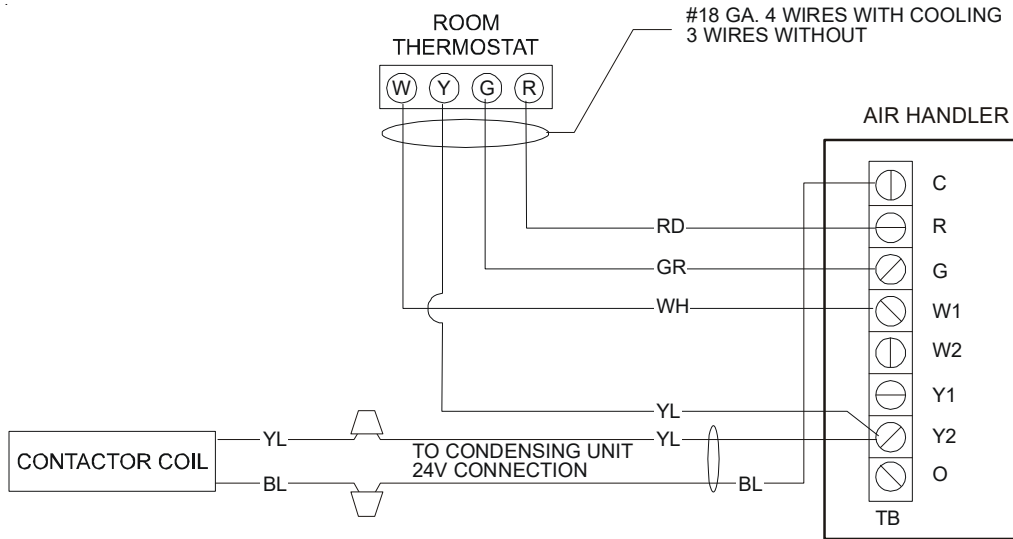 #18 GA. 4 WIRES WITH COOLING
3 WIRES WITHOUT
ROOM
THERMOSTAT
W Y G R
AIR HANDLER
C
RD R
GR G
WH W1
W2
Y1
YL
YL YL Y2
CONTACTOR COIL
TO CONDENSING UNIT
24V CONNECTION
BL BL O
TB